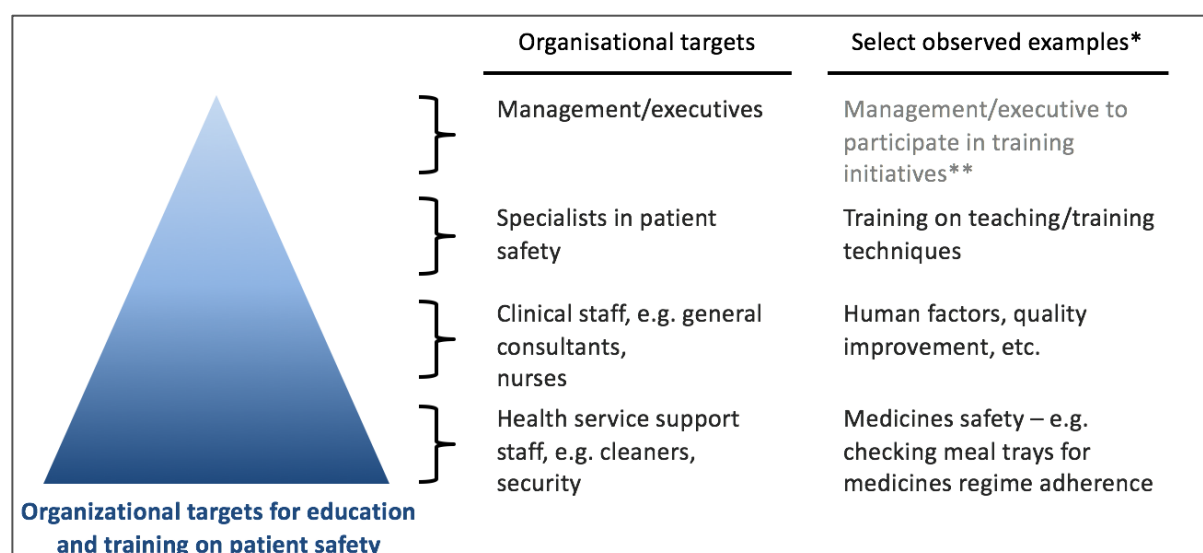 Organisational targets
Select observed examples*
Management/executives
Management/executive to
participate in training
initiatives**
Specialists in patient
safety
Training on teaching/training
techniques
Clinical staff, e.g. general
consultants,
nurses
Human factors, quality
improvement, etc.
Health service support
staff, e.g. cleaners,
security
Medicines safety – e.g.
checking meal trays for
medicines regime adherence
Organizational targets for education
and training on patient safety